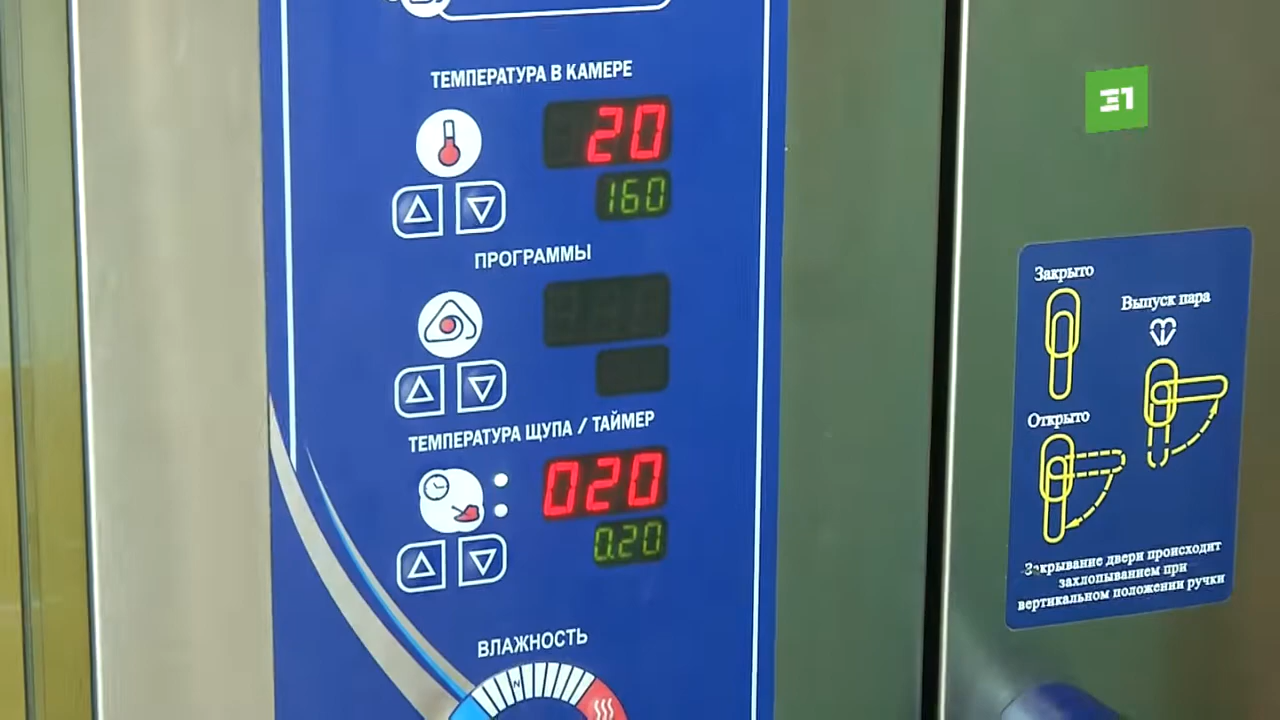 ТЕМПЕРАТУРА В КАМЕРЕ
20
160
ПРОГРАММЫ
ТЕМПЕРАТУРА ЩУПА / ТАЙМЕР
020
0.20
ВЛАЖНОСТЬ
N
31
Закрыто
Выпуск пара
Открыто
Закрывание двери происходит
захлопыванием при
вертикальном положении ручки